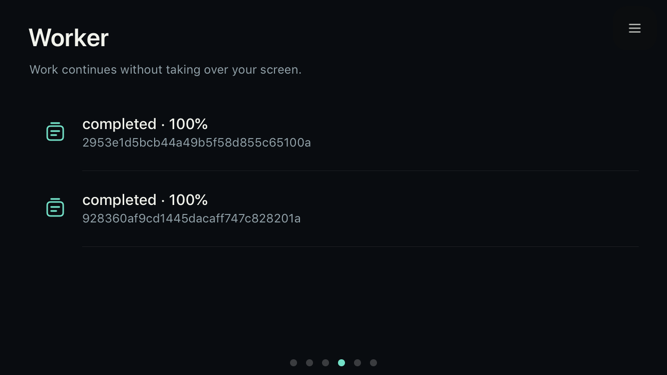 Worker
Work continues without taking over your screen.
completed · 100%
2953e1d5bcb44a49b5f58d855c65100a
completed · 100%
928360af9cd1445dacaff747c828201a